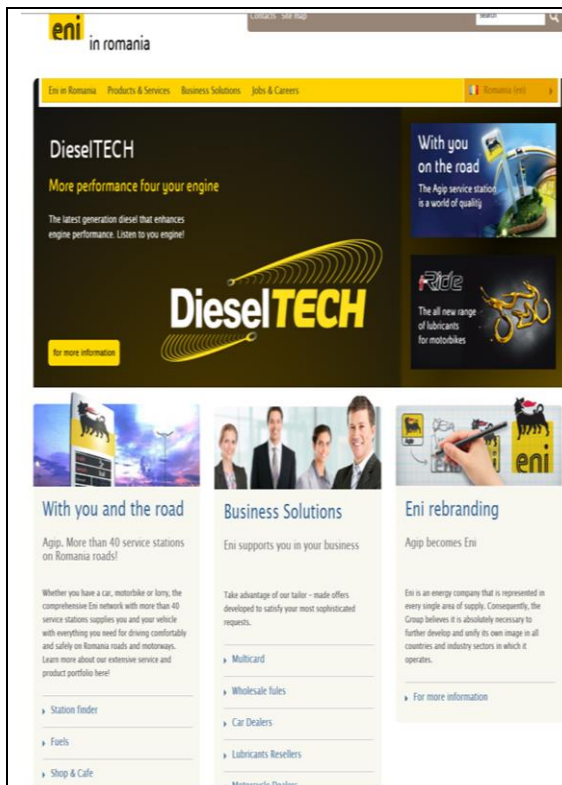 Contacts Site map
search
eni
in romania
Eni in Romania Products & Services Business Solutions Jobs & Careers Romania (en)
DieselTECH
More performance four your engine
The latest generation diesel that enhances
engine performance. Listen to you engine!
DieselTECH
for more information
With you
on the road
The Agip service station
is a world of quality
iRide
The all new range
of lubricants
for motorbikes
Agip
eni
With you and the road
Agip. More than 40 service stations
on Romania roads!
Whether you have a car, motorbike or lorry, the
comprehensive Eni network with more than 40
service stations supplies you and your vehicle
with everything you need for driving comfortably
and safely on Romania roads and motorways.
Learn more about our extensive service and
product portfolio here!
Station finder
Fuels
Shop & Cafe
Business Solutions
Eni supports you in your business
Take advantage of our tailor – made offers
developed to satisfy your most sophisticated
requests.
Multicard
Wholesale fules
Car Dealers
Lubricants Resellers
Motorcycle Dealers
Eni rebranding
Agip becomes Eni
Eni is an energy company that is represented in
every single area of supply. Consequently, the
Group believes it is absolutely necessary to
further develop and unify its own image in all
countries and industry sectors in which it
operates.
For more information